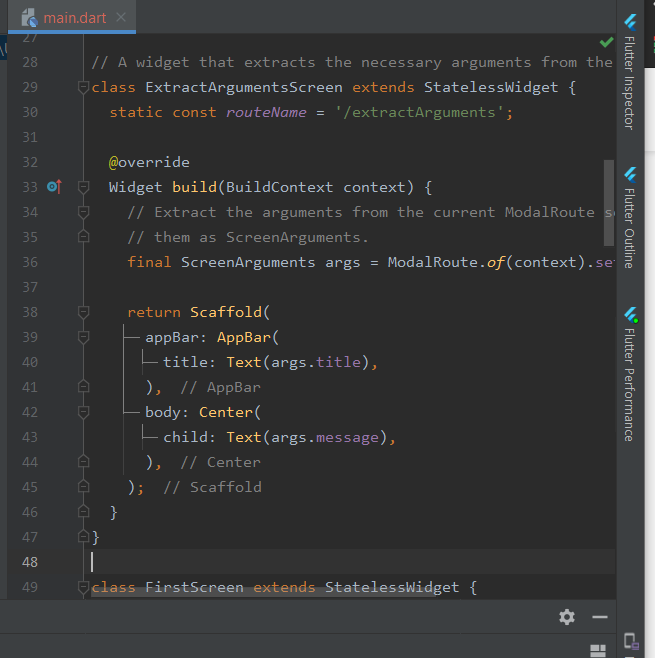 main.dart
27
28 // A widget that extracts the necessary arguments from the
29 class ExtractArgumentsScreen extends StatelessWidget {
30 static const routeName = '/extractArguments';
31
32 @override
33 Widget build(BuildContext context) {
34 // Extract the arguments from the current ModalRoute s
35 // them as ScreenArguments.
36 final ScreenArguments args = ModalRoute.of(context).se
37
38 return Scaffold(
39 appBar: AppBar(
40 title: Text(args.title),
41 ), // AppBar
42 body: Center(
43 child: Text(args.message),
44 ), // Center
45 ); // Scaffold
46 }
47 }
48
49 class FirstScreen extends StatelessWidget {
Flutter Inspector
Flutter Outline
Flutter Performance